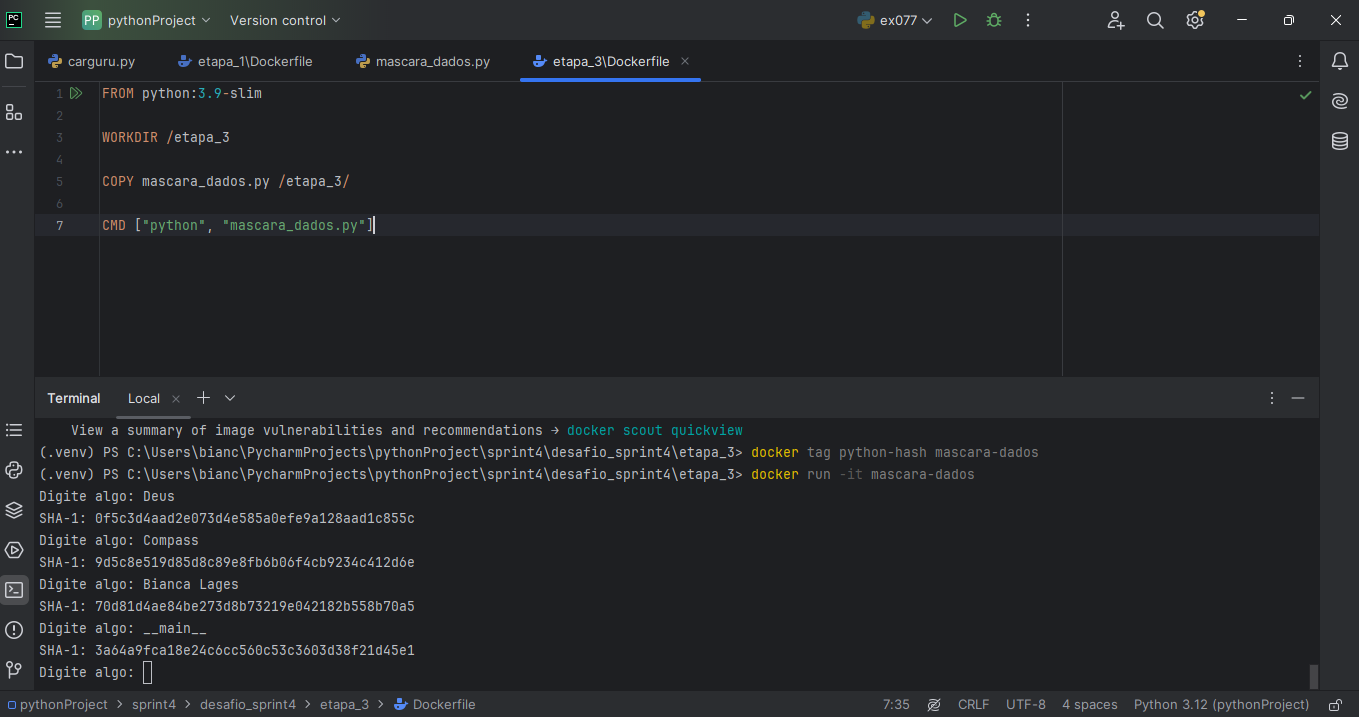 PC PP pythonProject Version control ex077
carguru.py etapa_1\Dockerfile mascara_dados.py etapa_3\Dockerfile
1 FROM python:3.9-slim
2
3 WORKDIR /etapa_3
4
5 COPY mascara_dados.py /etapa_3/
6
7 CMD ["python", "mascara_dados.py"]
Terminal Local
View a summary of image vulnerabilities and recommendations → docker scout quickview
(.venv) PS C:\Users\bianc\PycharmProjects\pythonProject\sprint4\desafio_sprint4\etapa_3> docker tag python-hash mascara-dados
(.venv) PS C:\Users\bianc\PycharmProjects\pythonProject\sprint4\desafio_sprint4\etapa_3> docker run -it mascara-dados
Digite algo: Deus
SHA-1: 0f5c3d4aad2e073d4e585a0efe9a128aad1c855c
Digite algo: Compass
SHA-1: 9d5c8e519d85d8c89e8fb6b06f4cb9234c412d6e
Digite algo: Bianca Lages
SHA-1: 70d81d4ae84be273d8b73219e042182b558b70a5
Digite algo: __main__
SHA-1: 3a64a9fca18e24c6cc560c53c3603d38f21d45e1
Digite algo:
pythonProject > sprint4 > desafio_sprint4 > etapa_3 > Dockerfile 7:35 CRLF UTF-8 4 spaces Python 3.12 (pythonProject)